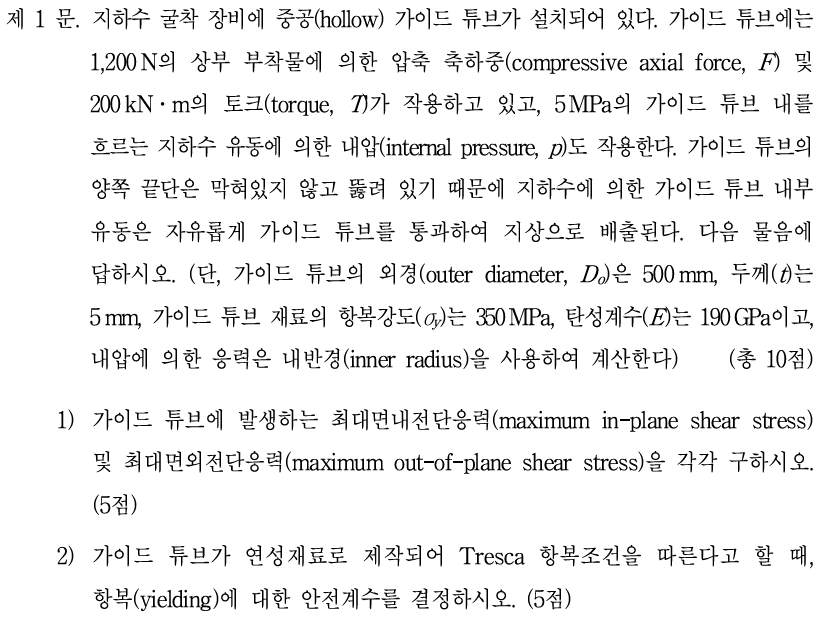 제 1 문. 지하수 굴착 장비에 중공(hollow) 가이드 튜브가 설치되어 있다. 가이드 튜브에는
1,200 N의 상부 부착물에 의한 압축 축하중(compressive axial force, F) 및
200 kN·m의 토크(torque, T)가 작용하고 있고, 5 MPa의 가이드 튜브 내를
흐르는 지하수 유동에 의한 내압(internal pressure, p)도 작용한다. 가이드 튜브의
양쪽 끝단은 막혀있지 않고 뚫려 있기 때문에 지하수에 의한 가이드 튜브 내부
유동은 자유롭게 가이드 튜브를 통과하여 지상으로 배출된다. 다음 물음에
답하시오. (단, 가이드 튜브의 외경(outer diameter, Do)은 500 mm, 두께(t)는
5 mm, 가이드 튜브 재료의 항복강도(σy)는 350 MPa, 탄성계수(E)는 190 GPa이고,
내압에 의한 응력은 내반경(inner radius)을 사용하여 계산한다) (총 10점)
1) 가이드 튜브에 발생하는 최대면내전단응력(maximum in-plane shear stress)
및 최대면외전단응력(maximum out-of-plane shear stress)을 각각 구하시오.
(5점)
2) 가이드 튜브가 연성재료로 제작되어 Tresca 항복조건을 따른다고 할 때,
항복(yielding)에 대한 안전계수를 결정하시오. (5점)